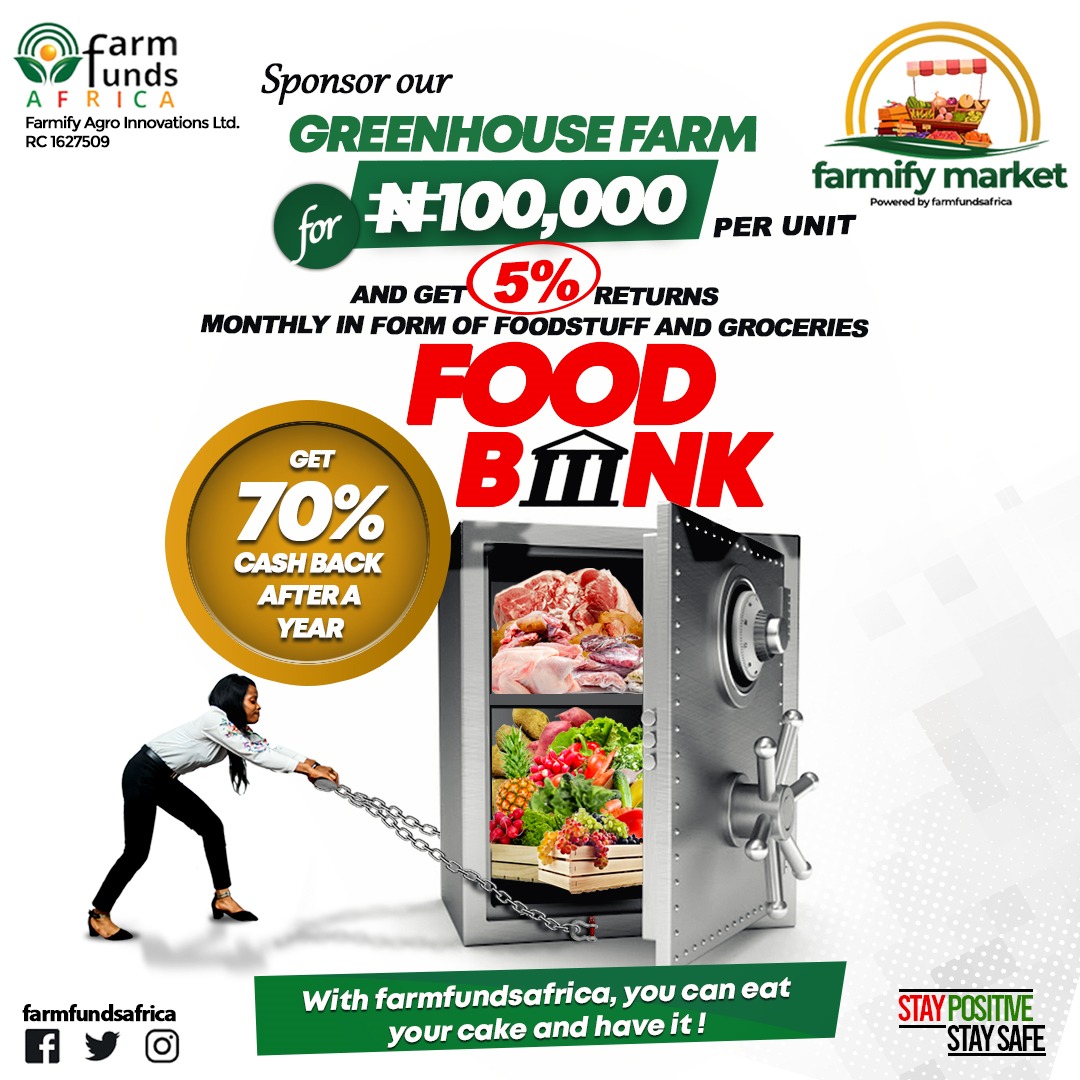 farm
funds
AFRICA
Farmify Agro Innovations Ltd.
RC 1627509
farmify market
Powered by farmfundsafrica
Sponsor our
GREENHOUSE FARM
for ₦100,000 PER UNIT
AND GET 5% RETURNS
MONTHLY IN FORM OF FOODSTUFF AND GROCERIES
FOOD
BANK
GET
70%
CASH BACK
AFTER A
YEAR
With farmfundsafrica, you can eat
your cake and have it !
farmfundsafrica
STAY POSITIVE
STAY SAFE